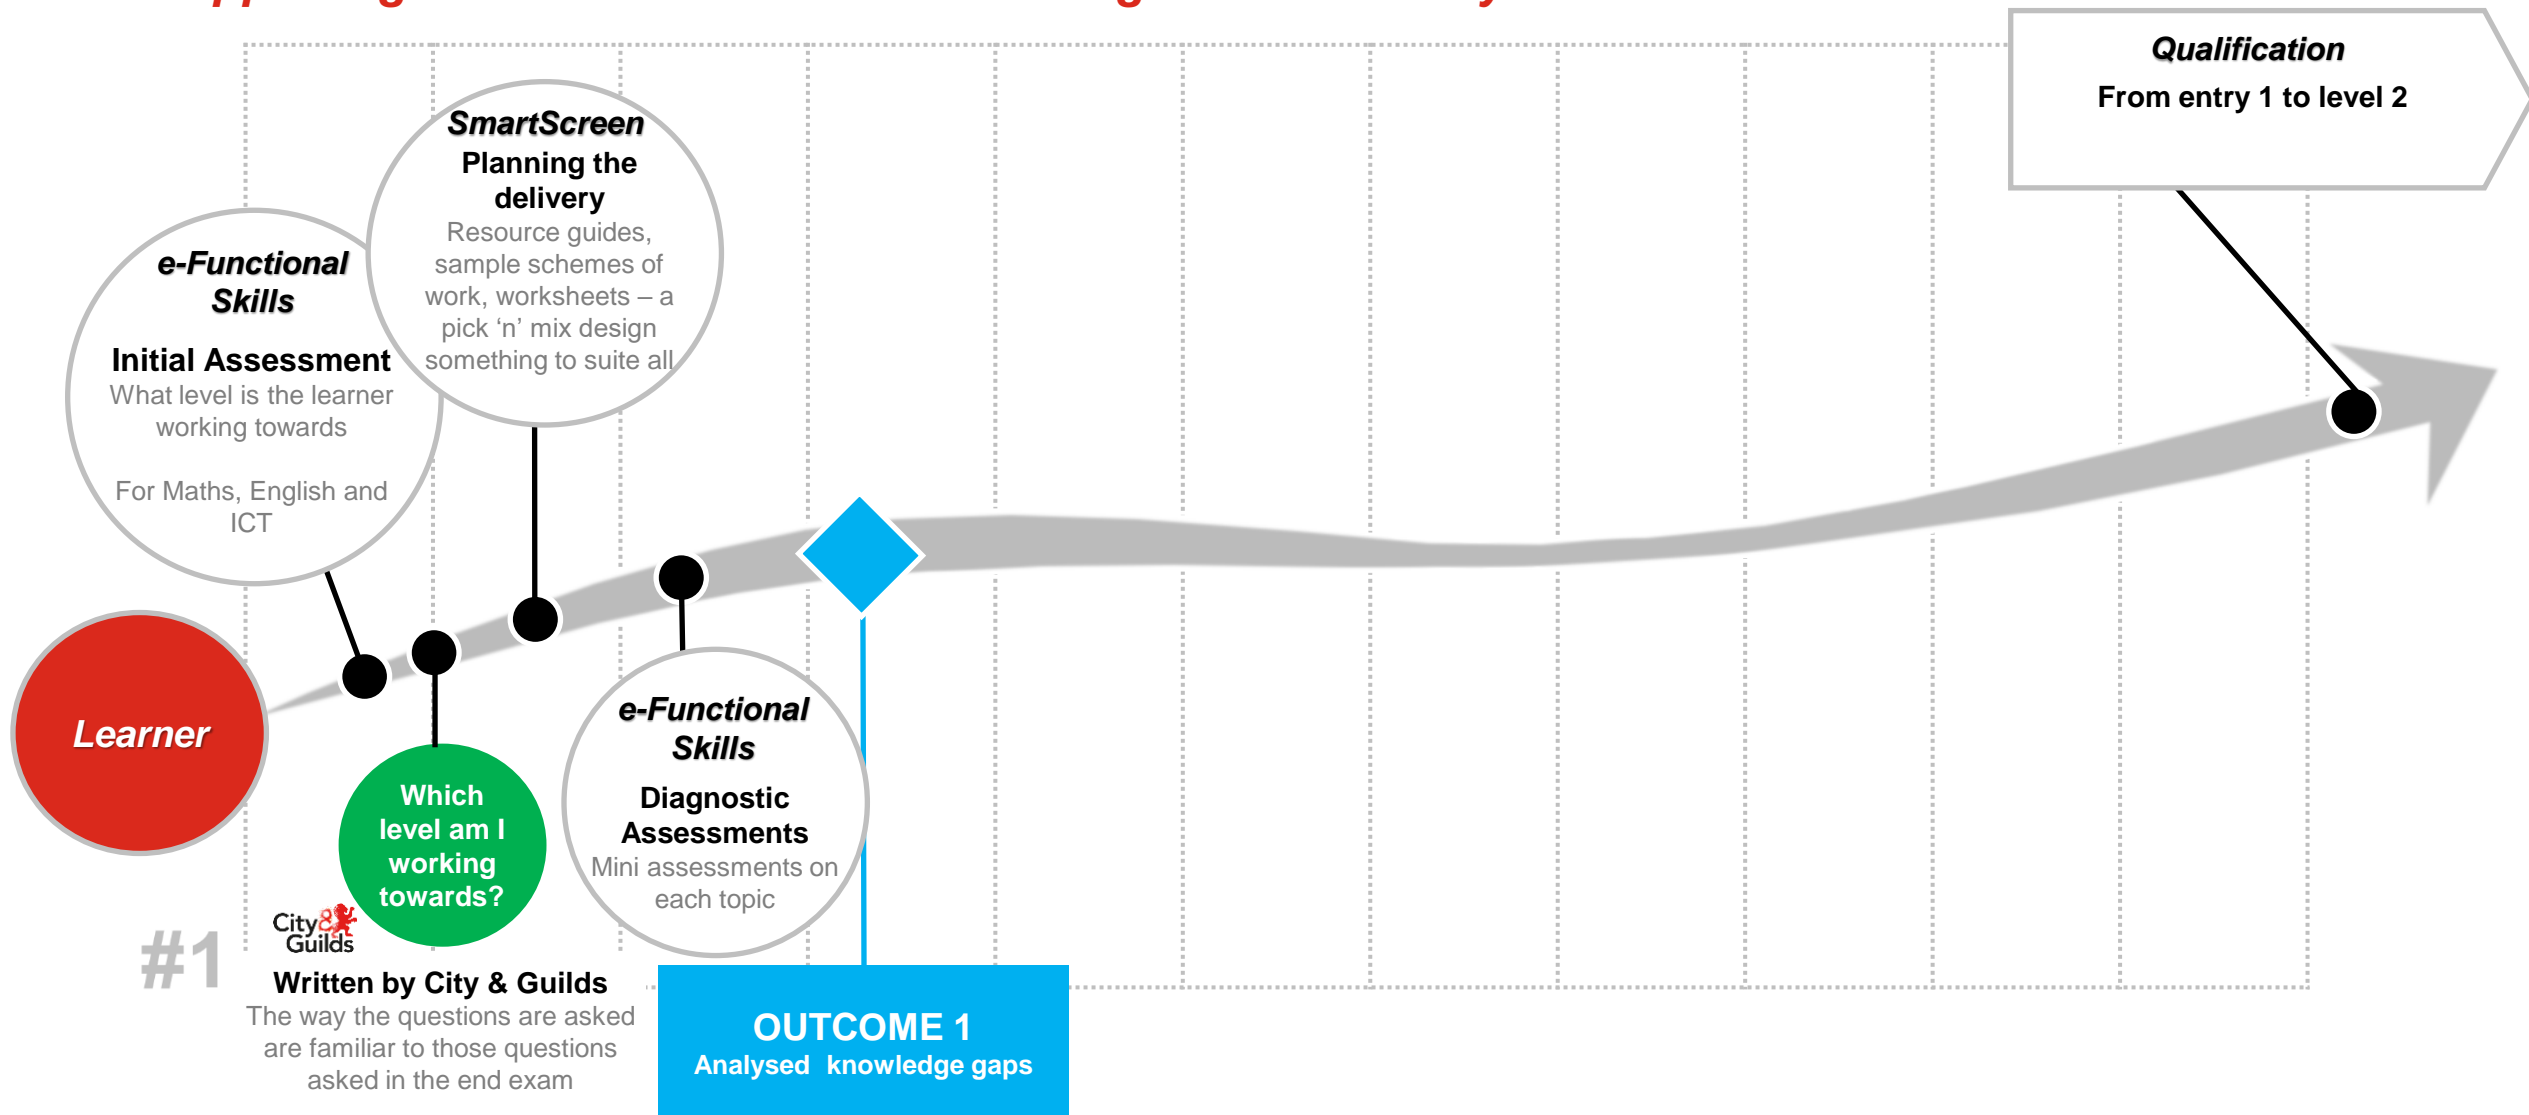 Qualification
From entry 1 to level 2
SmartScreen
Planning the
delivery
Resource guides,
sample schemes of
work, worksheets – a
pick ‘n’ mix design
something to suite all
e-Functional
Skills
Initial Assessment
What level is the learner
working towards
For Maths, English and
ICT
Learner
Which
level am I
working
towards?
e-Functional
Skills
Diagnostic
Assessments
Mini assessments on
each topic
#1
City &
Guilds
Written by City & Guilds
The way the questions are asked
are familiar to those questions
asked in the end exam
OUTCOME 1
Analysed knowledge gaps